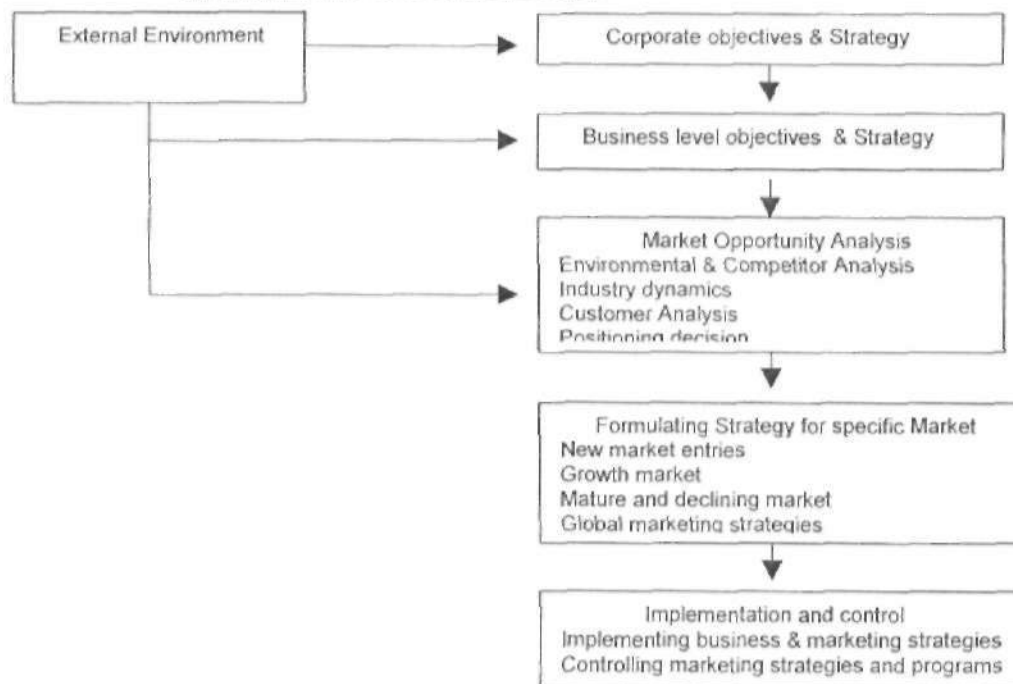 External Environment
Corporate objectives & Strategy
Business level objectives & Strategy
Market Opportunity Analysis
Environmental & Competitor Analysis
Industry dynamics
Customer Analysis
Positioning decision
Formulating Strategy for specific Market
New market entries
Growth market
Mature and declining market
Global marketing strategies
Implementation and control
Implementing business & marketing strategies
Controlling marketing strategies and programs